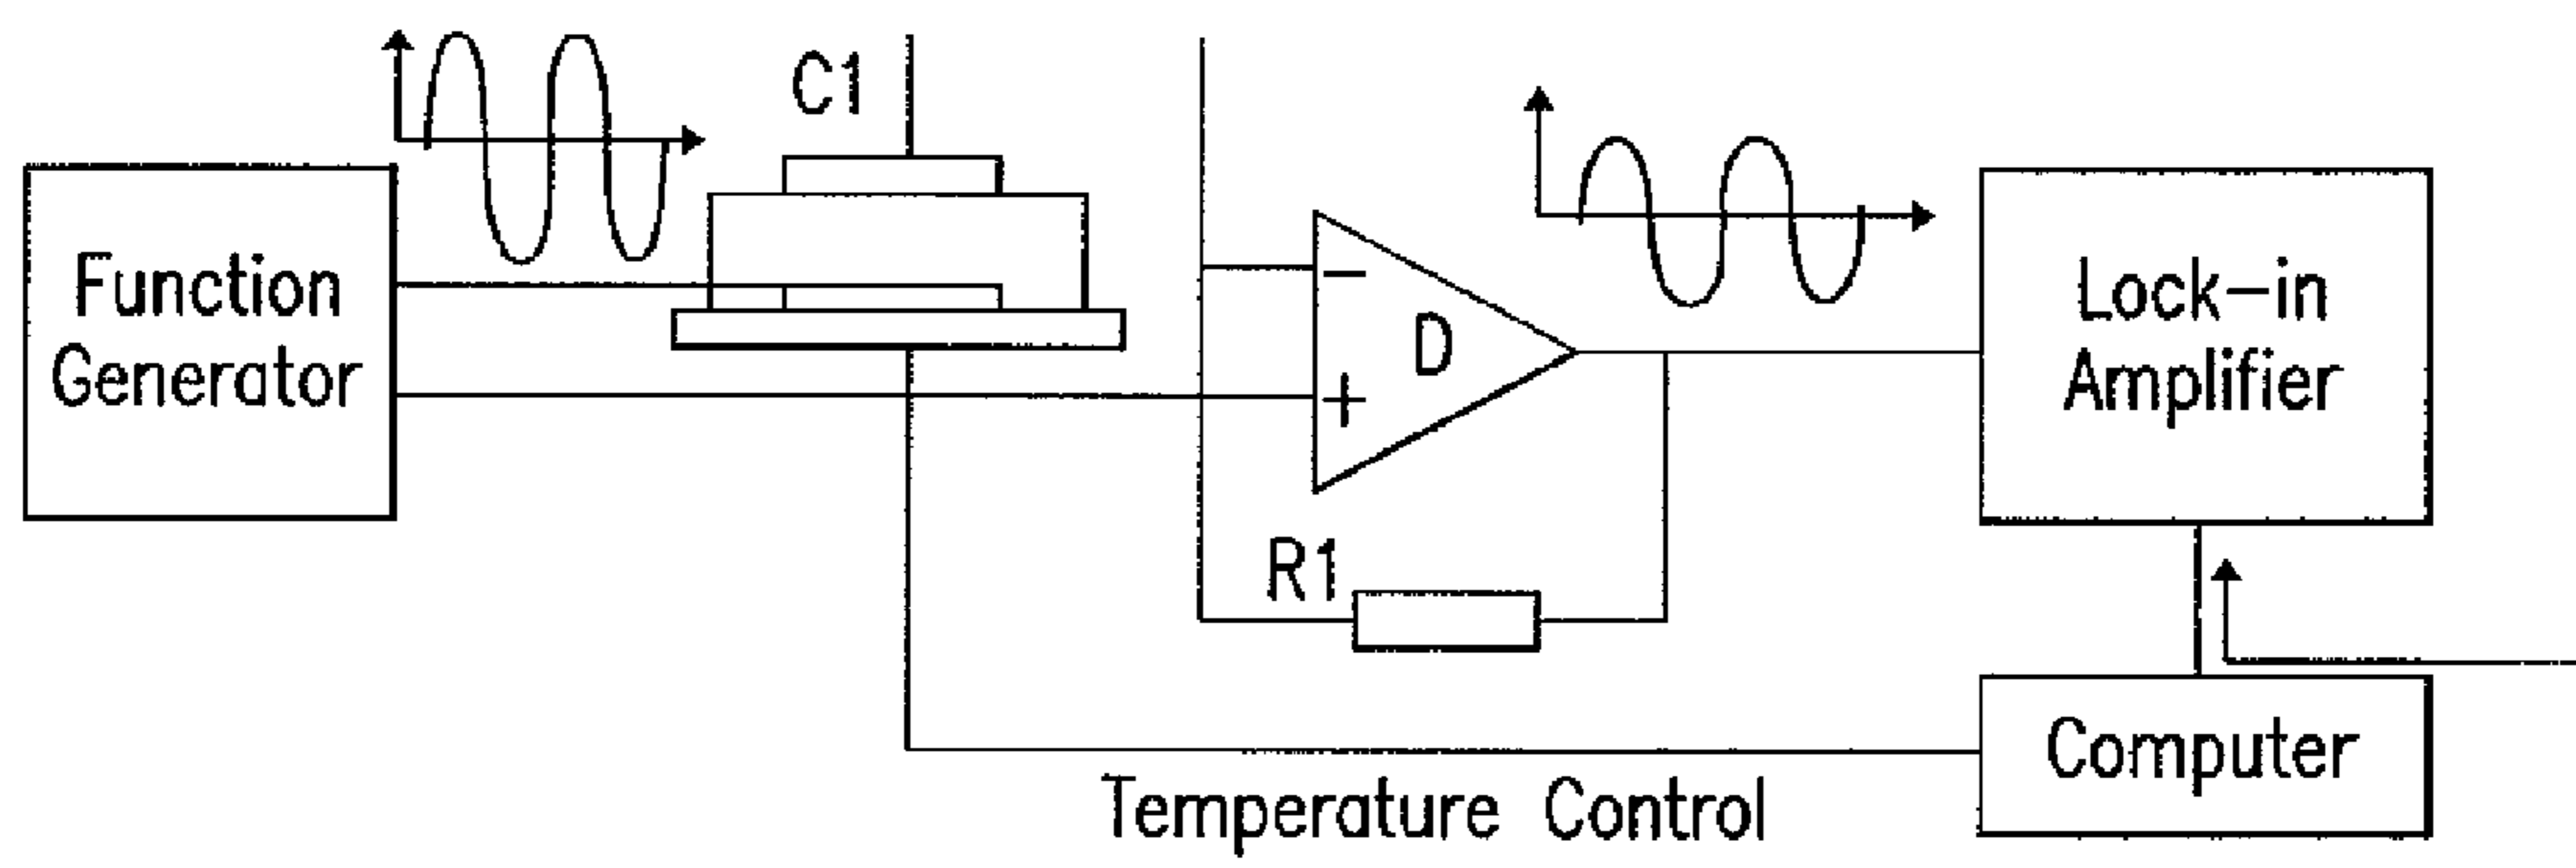 C1
Function
Generator
−
D
+
Lock-in
Amplifier
R1
Computer
Temperature Control